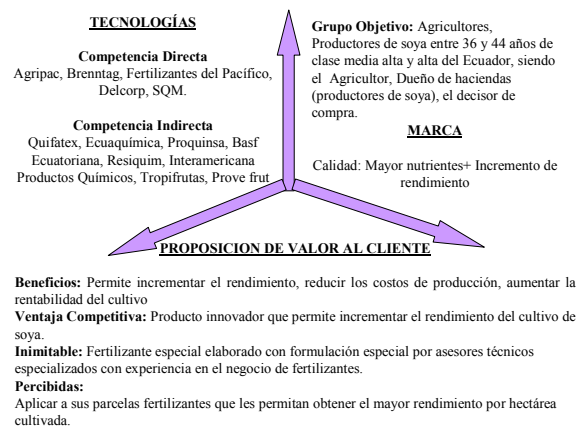 TECNOLOGÍAS
Competencia Directa
Agripac, Brenntag, Fertilizantes del Pacífico,
Delcorp, SQM.
Competencia Indirecta
Quifatex, Ecuaquímica, Proquinsa, Basf
Ecuatoriana, Resiquim, Interamericana
Productos Químicos, Tropifrutas, Prove frut
Grupo Objetivo: Agricultores,
Productores de soya entre 36 y 44 años de
clase media alta y alta del Ecuador, siendo
el Agricultor, Dueño de haciendas
(productores de soya), el decisor de
compra.
MARCA
Calidad: Mayor nutrientes+ Incremento de
rendimiento
PROPOSICION DE VALOR AL CLIENTE
Beneficios: Permite incrementar el rendimiento, reducir los costos de producción, aumentar la
rentabilidad del cultivo
Ventaja Competitiva: Producto innovador que permite incrementar el rendimiento del cultivo de
soya.
Inimitable: Fertilizante especial elaborado con formulación especial por asesores técnicos
especializados con experiencia en el negocio de fertilizantes.
Percibidas:
Aplicar a sus parcelas fertilizantes que les permitan obtener el mayor rendimiento por hectárea
cultivada.